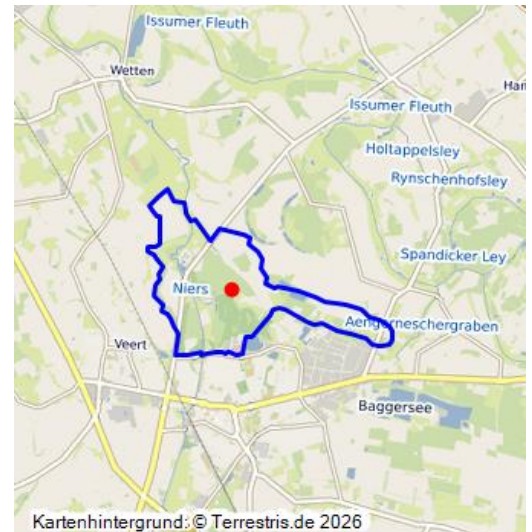 Issumer Fleuth
Wetten
Issumer Fleuth
Holtappelsley
Rynschenhofsley
Spandicker Ley
Niers
Aengerneschergraben
Veert
Baggersee
Kartenhintergrund: © Terrestris.de 2026